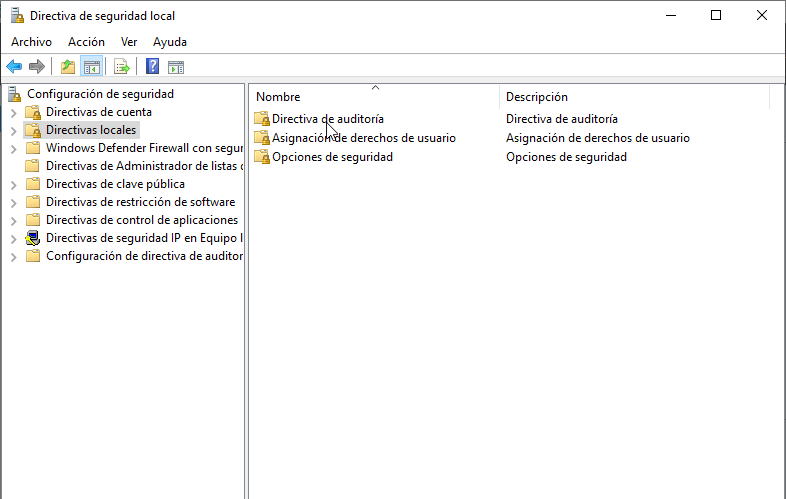 Directiva de seguridad local
Archivo Acción Ver Ayuda
Configuración de seguridad
Directivas de cuenta
Directivas locales
Windows Defender Firewall con segur
Directivas de Administrador de listas
Directivas de clave pública
Directivas de restricción de software
Directivas de control de aplicaciones
Directivas de seguridad IP en Equipo
Configuración de directiva de auditor
Nombre Descripción
Directiva de auditoría Directiva de auditoría
Asignación de derechos de usuario Asignación de derechos de usuario
Opciones de seguridad Opciones de seguridad